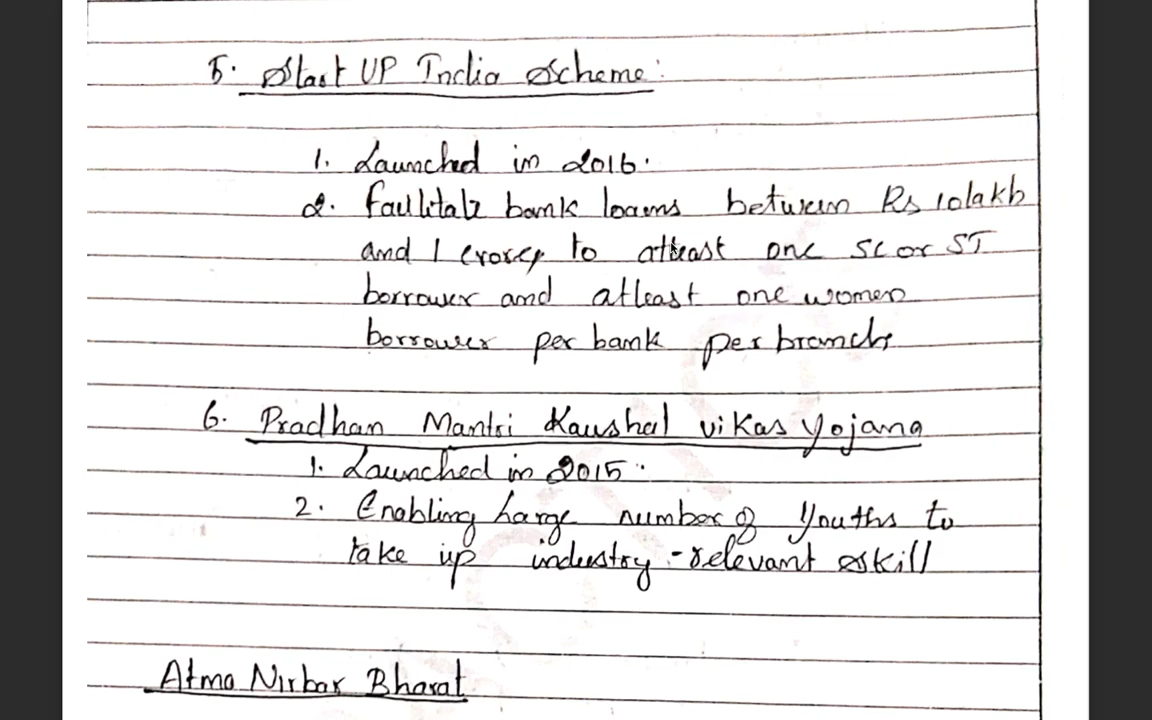 5. Start UP India Scheme:
1. Launched in 2016.
2. Facilitate bank loans between Rs 10 lakh
and 1 crore to atleast one SC or ST
borrower and atleast one women
borrower per bank per branch
6. Pradhan Mantri Kaushal vikas Yojana
1. Launched in 2015.
2. Enabling large number of Youths to
take up industry-relevant skill
Atma Nirbar Bharat